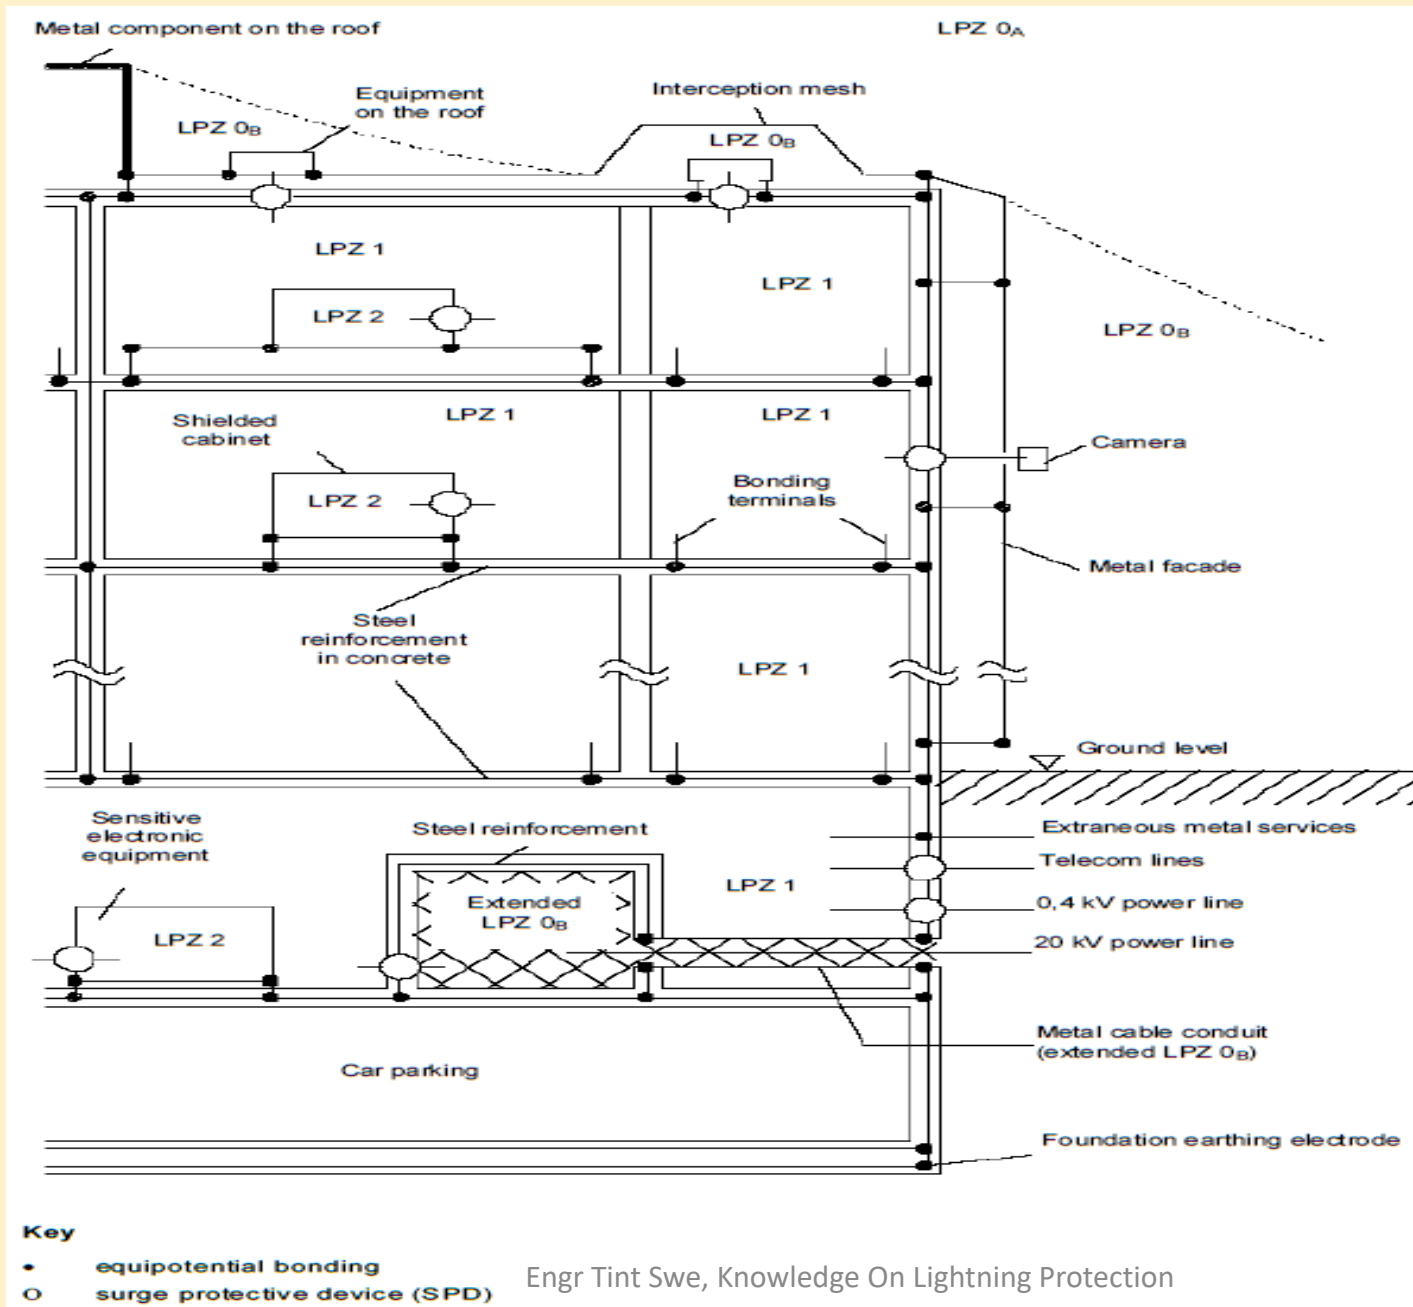 Metal component on the roof
LPZ 0A
Equipment
on the roof
Interception mesh
LPZ 0B
LPZ 0B
LPZ 1
LPZ 1
LPZ 2
LPZ 0B
Shielded
cabinet
LPZ 1
LPZ 1
Camera
LPZ 2
Bonding
terminals
Metal facade
Steel
reinforcement
in concrete
LPZ 1
Ground level
Sensitive
electronic
equipment
Steel reinforcement
Extraneous metal services
Telecom lines
LPZ 1
Extended
LPZ 0B
0,4 kV power line
LPZ 2
20 kV power line
Metal cable conduit
(extended LPZ 0B)
Car parking
Foundation earthing electrode
Key
• equipotential bonding
O surge protective device (SPD)
Engr Tint Swe, Knowledge On Lightning Protection